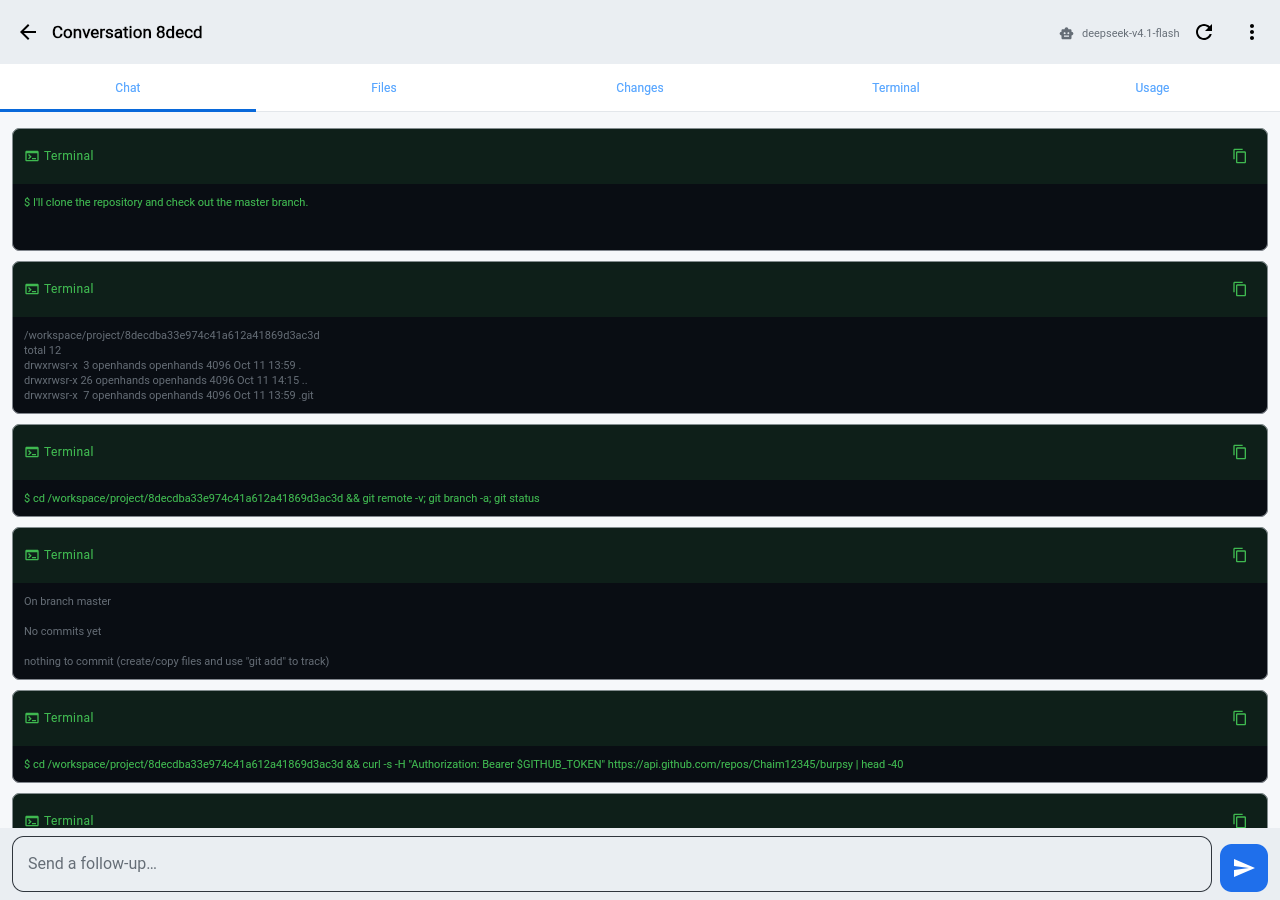 Conversation 8decd
deepseek-v4.1-flash
Chat
Files
Changes
Terminal
Usage
Terminal
$ I'll clone the repository and check out the master branch.
Terminal
/workspace/project/8decdba33e974c41a612a41869d3ac3d
total 12
drwxrwsr-x  3 openhands openhands 4096 Oct 11 13:59 .
drwxrwsr-x 26 openhands openhands 4096 Oct 11 14:15 ..
drwxrwsr-x  7 openhands openhands 4096 Oct 11 13:59 .git
Terminal
$ cd /workspace/project/8decdba33e974c41a612a41869d3ac3d && git remote -v; git branch -a; git status
Terminal
On branch master
No commits yet
nothing to commit (create/copy files and use "git add" to track)
Terminal
$ cd /workspace/project/8decdba33e974c41a612a41869d3ac3d && curl -s -H "Authorization: Bearer $GITHUB_TOKEN" https://api.github.com/repos/Chaim12345/burpsy | head -40
Terminal
Send a follow-up...